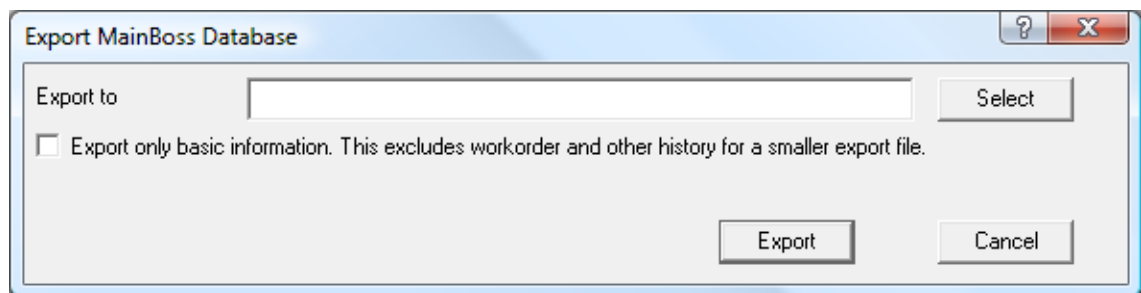 Export MainBoss Database
Export to Select
Export only basic information. This excludes workorder and other history for a smaller export file.
Export Cancel